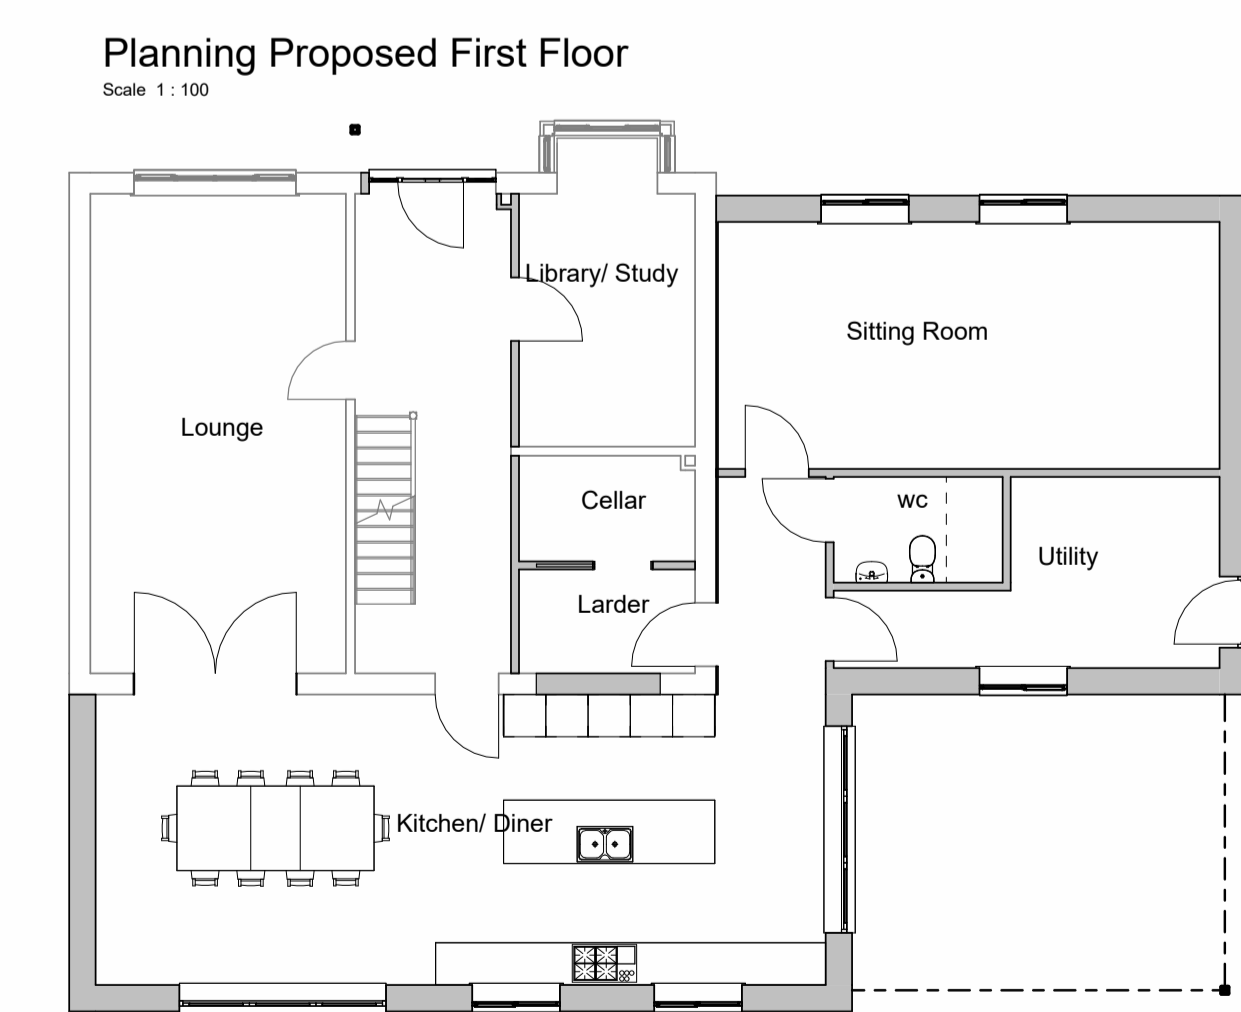 Planning Proposed First Floor
Scale 1 : 100
Library/ Study
Sitting Room
Lounge
Cellar
wc
Utility
Larder
Kitchen/ Diner